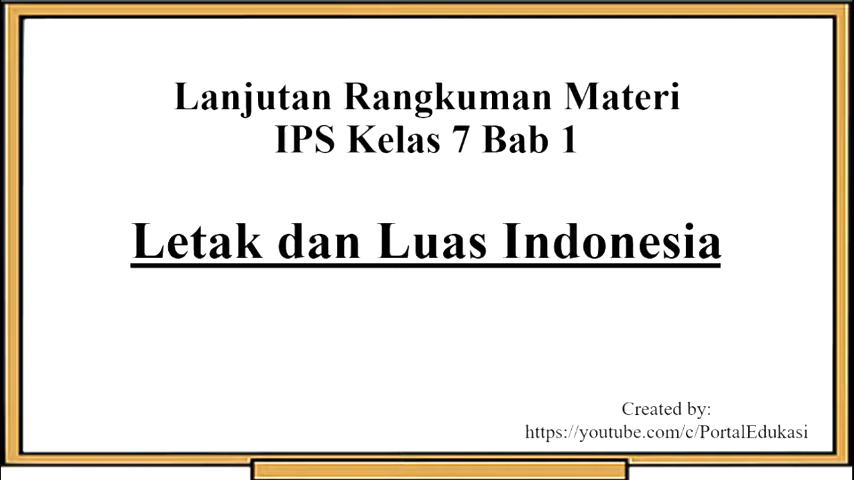 Lanjutan Rangkuman Materi
IPS Kelas 7 Bab 1
Letak dan Luas Indonesia
Created by:
https://youtube.com/c/PortalEdukasi